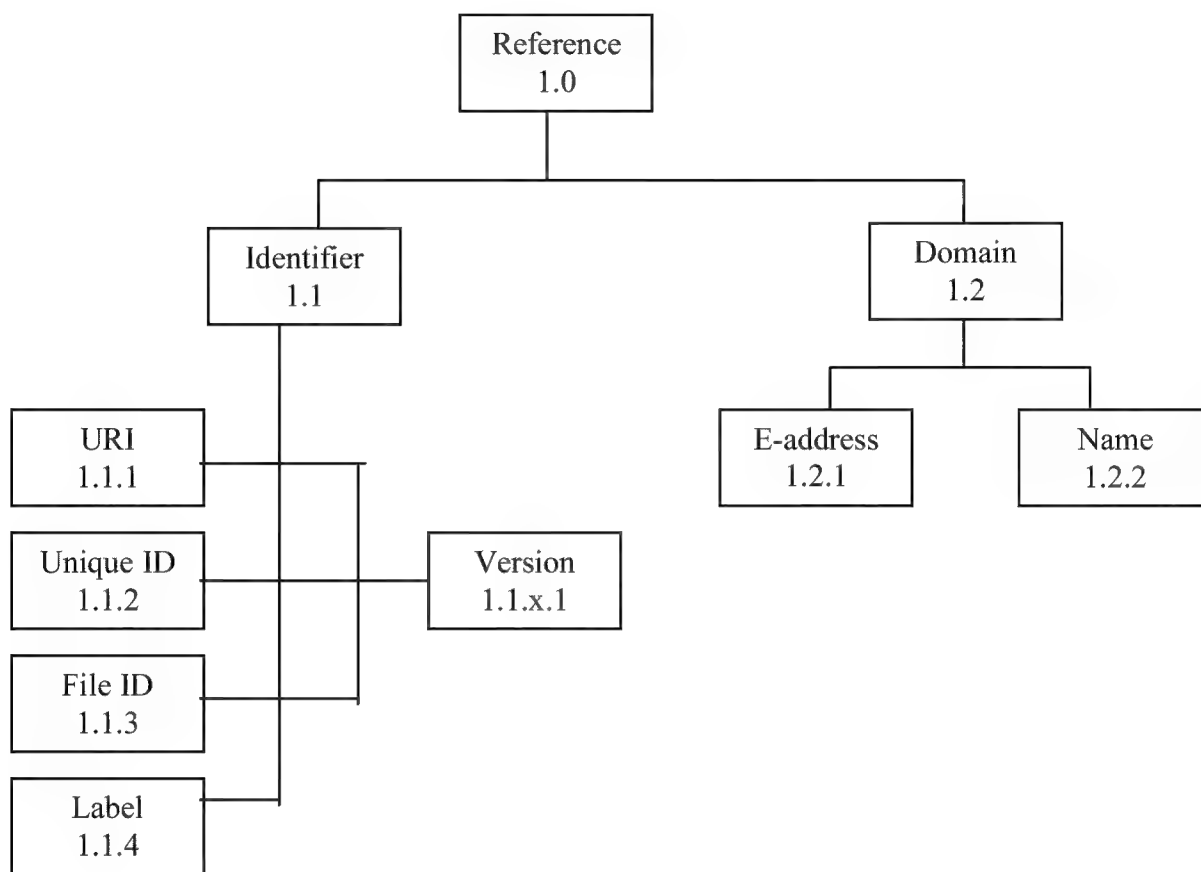 Reference
1.0
Identifier
1.1
Domain
1.2
URI
1.1.1
E-address
1.2.1
Name
1.2.2
Unique ID
1.1.2
Version
1.1.x.1
File ID
1.1.3
Label
1.1.4